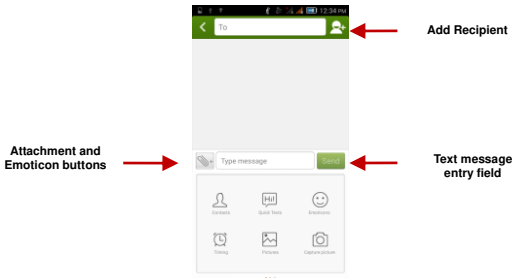 12:34 PM
To
Add Recipient
Attachment and
Emoticon buttons
Type message
Send
Text message
entry field
Contacts
Quick Texts
Emoticon
Timing
Pictures
Capture picture